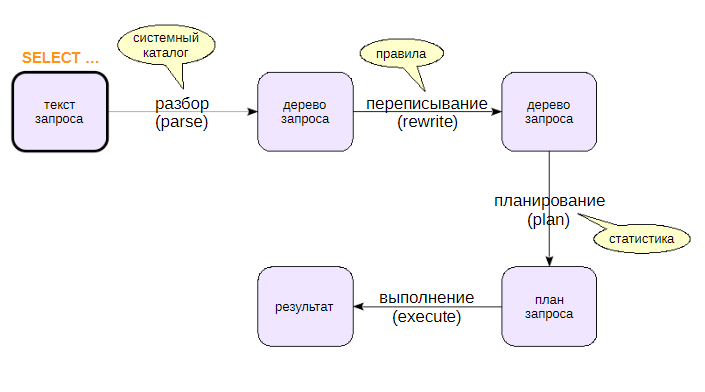 системный
каталог
правила
SELECT ...
текст
запроса
разбор
(parse)
дерево
запроса
переписывание
(rewrite)
дерево
запроса
планирование
(plan)
статистика
результат
выполнение
(execute)
план
запроса